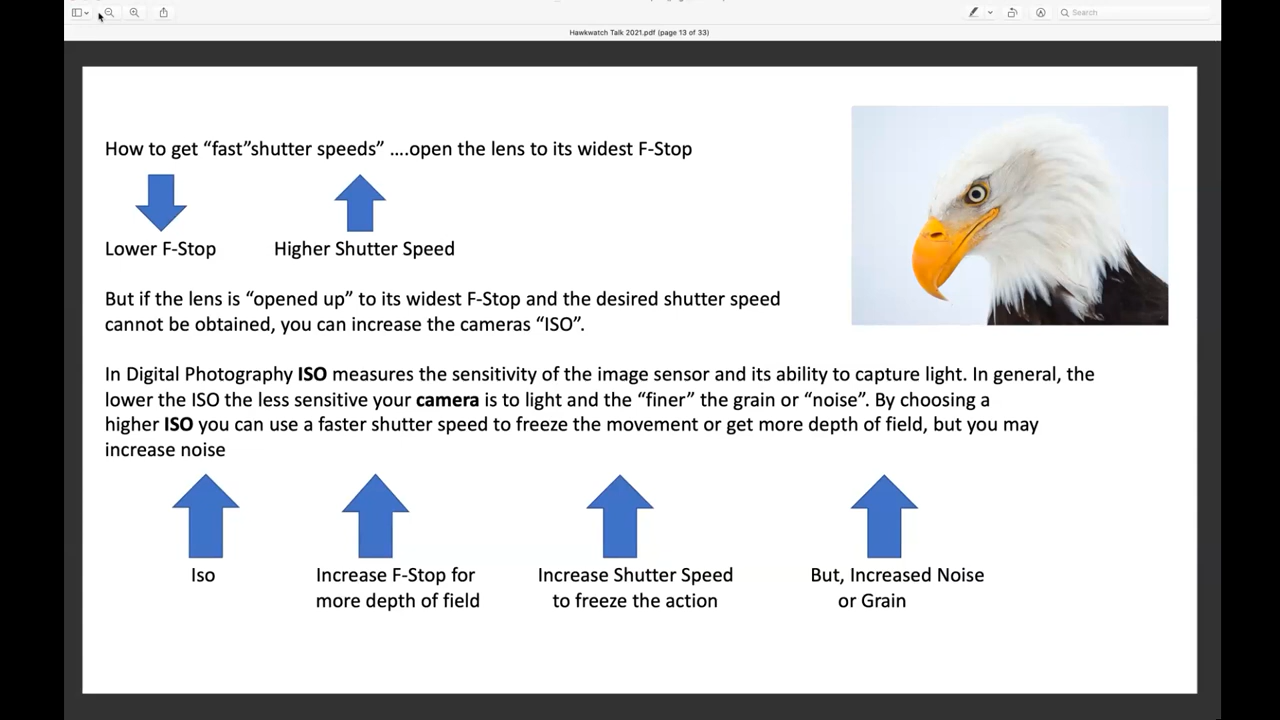 Search
Hawkwatch Talk 2021.pdf (page 13 of 33)
How to get “fast”shutter speeds” ....open the lens to its widest F-Stop
Lower F-Stop
Higher Shutter Speed
But if the lens is “opened up” to its widest F-Stop and the desired shutter speed
cannot be obtained, you can increase the cameras “ISO”.
In Digital Photography ISO measures the sensitivity of the image sensor and its ability to capture light. In general, the
lower the ISO the less sensitive your camera is to light and the “finer” the grain or “noise”. By choosing a
higher ISO you can use a faster shutter speed to freeze the movement or get more depth of field, but you may
increase noise
Iso
Increase F-Stop for
more depth of field
Increase Shutter Speed
to freeze the action
But, Increased Noise
or Grain